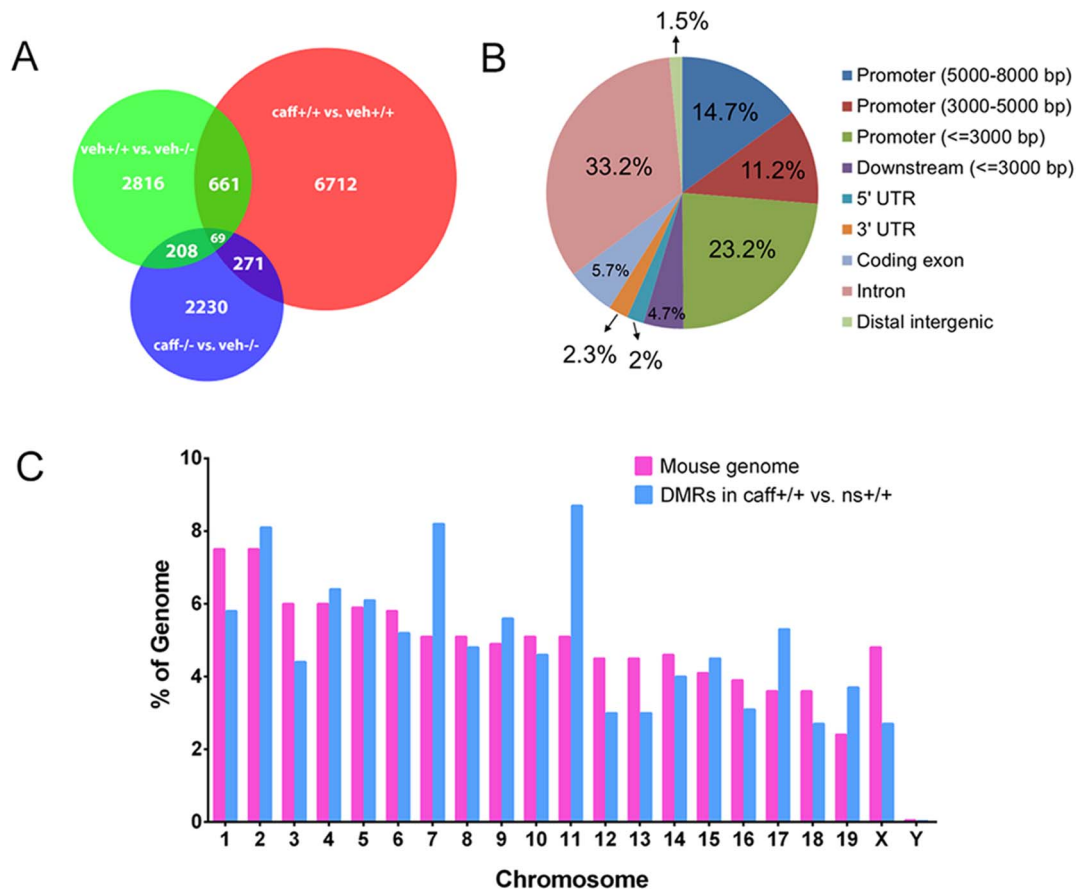 A
caff+/+ vs. veh+/+
veh+/+ vs. veh-/-
2816
661
6712
69
208
271
2230
caff-/- vs. veh-/-
B
1.5%
14.7%
11.2%
23.2%
4.7%
2%
2.3%
5.7%
33.2%
Promoter (5000-8000 bp)
Promoter (3000-5000 bp)
Promoter (<=3000 bp)
Downstream (<=3000 bp)
5' UTR
3' UTR
Coding exon
Intron
Distal intergenic
C
Mouse genome
DMRs in caff+/+ vs. ns+/+
% of Genome
10
8
6
4
2
0
1 2 3 4 5 6 7 8 9 10 11 12 13 14 15 16 17 18 19 X Y
Chromosome